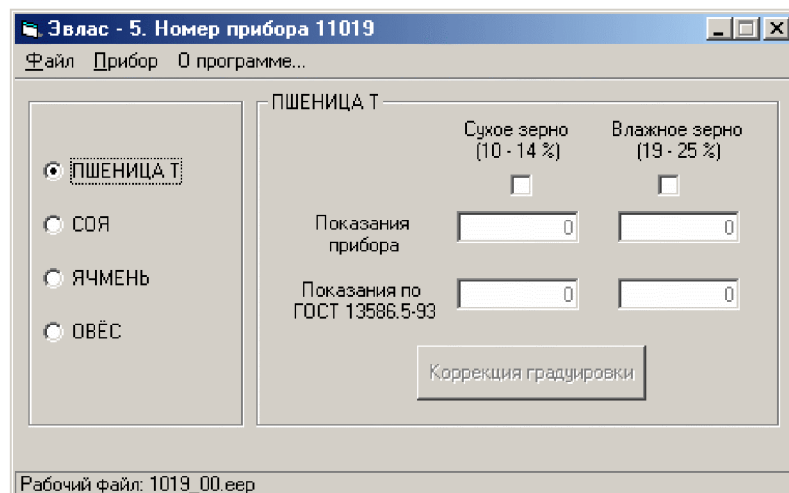 Эвлас - 5. Номер прибора 11019
Файл Прибор О программе...
ПШЕНИЦА Т
СОЯ
ЯЧМЕНЬ
ОВЁС
ПШЕНИЦА Т
Сухое зерно
(10 - 14 %)
Влажное зерно
(19 - 25 %)
Показания
прибора
0
0
Показания по
ГОСТ 13586.5-93
0
0
Коррекция градуировки
Рабочий файл: 1019_00.eep